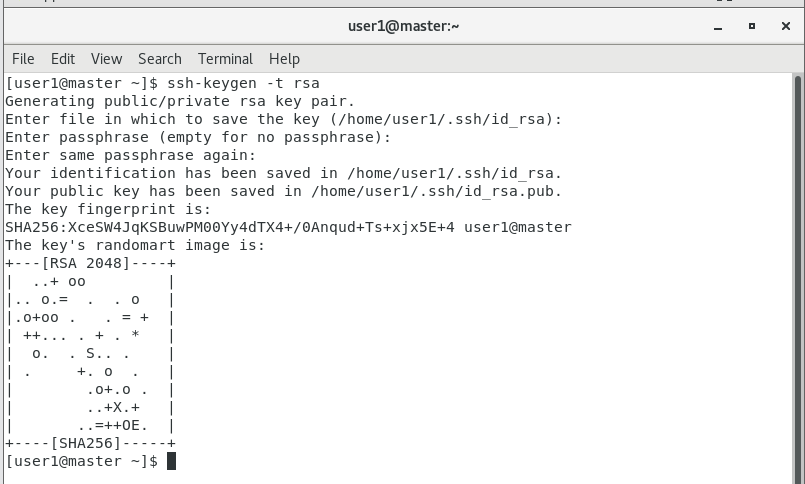 user1@master:~
File Edit View Search Terminal Help
[user1@master ~]$ ssh-keygen -t rsa
Generating public/private rsa key pair.
Enter file in which to save the key (/home/user1/.ssh/id_rsa):
Enter passphrase (empty for no passphrase):
Enter same passphrase again:
Your identification has been saved in /home/user1/.ssh/id_rsa.
Your public key has been saved in /home/user1/.ssh/id_rsa.pub.
The key fingerprint is:
SHA256:XceSW4JqKSBuwPM00Yy4dTX4+/0Anqud+Ts+xjx5E+4 user1@master
The key's randomart image is:
+---[RSA 2048]----+
|  ..+ oo         |
|.. o.=  .  . o   |
|.o+oo .   . = +  |
| ++... . + . *   |
|  o.  . S.. .    |
| .     +. o  .   |
|        .o+.o .  |
|        ..+X.+   |
|       ..=++OE.  |
+----[SHA256]-----+
[user1@master ~]$